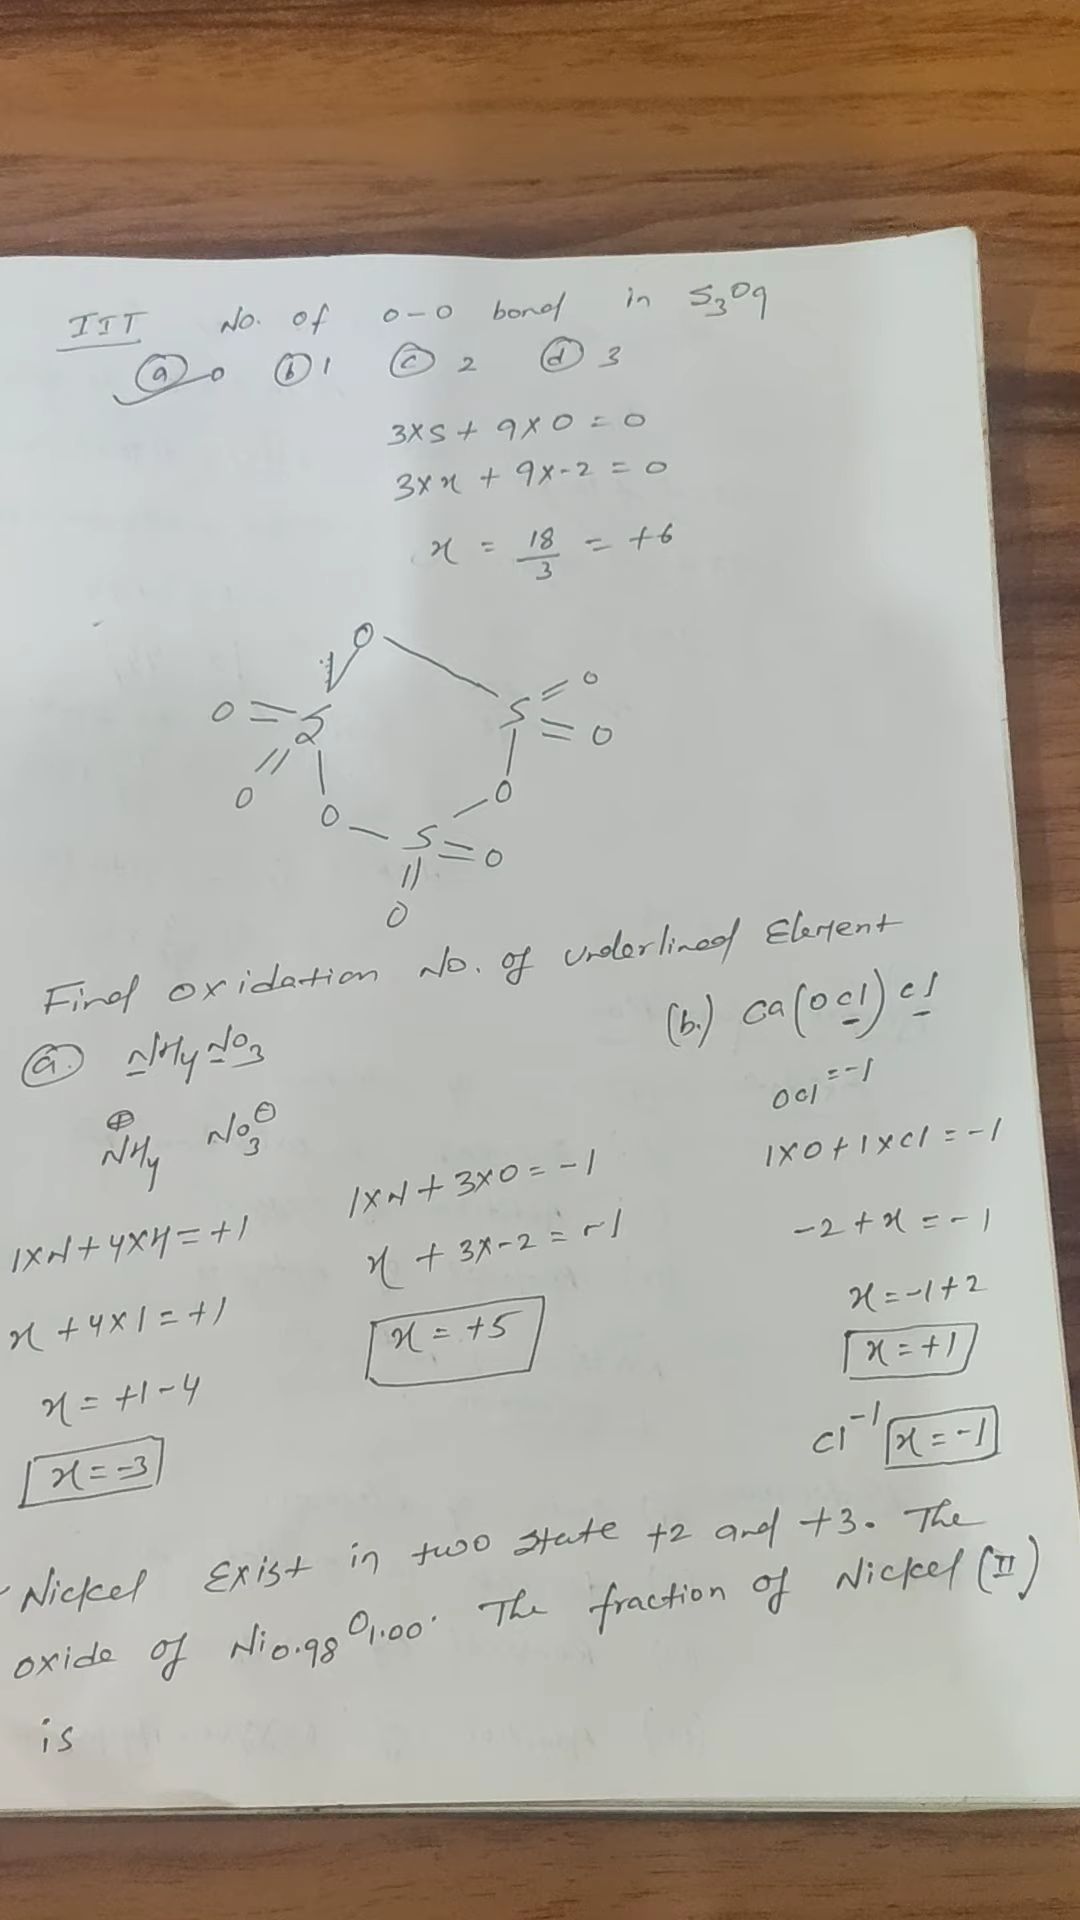 IIT No. of O-O bond in S3O9
(a) 0 (b) 1 (c) 2 (d) 3
3×S + 9×O = 0
3×x + 9×-2 = 0
x = 18/3 = +6
O
O = S
S = O
= O
O
O
O - S = O
O
Find oxidation No. of underlined Element
(a.) NH4NO3
(b.) Ca(OCl)Cl
⊕
NH4 NO3⊖
OCl = -1
1×N + 4×H = +1
1×N + 3×O = -1
1×O + 1×Cl = -1
x + 4×1 = +1
x + 3×-2 = -1
-2 + x = -1
x = +1-4
x = +5
x = -1+2
x = -3
x = +1
Cl-1 x = -1
Nickel Exist in two state +2 and +3. The
oxide of Ni0.98O1.00. The fraction of Nickel (II)
is